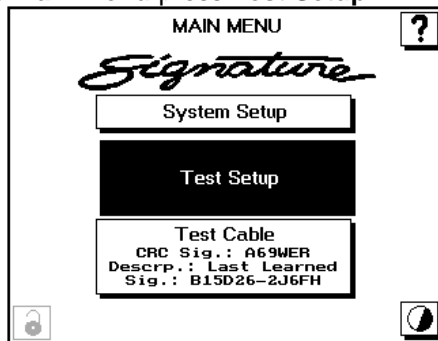 MAIN MENU
?
Signature
System Setup
Test Setup
Test Cable
CRC Sig.: A69WER
Descrp.: Last Learned
Sig.: B15D26-2J6FH